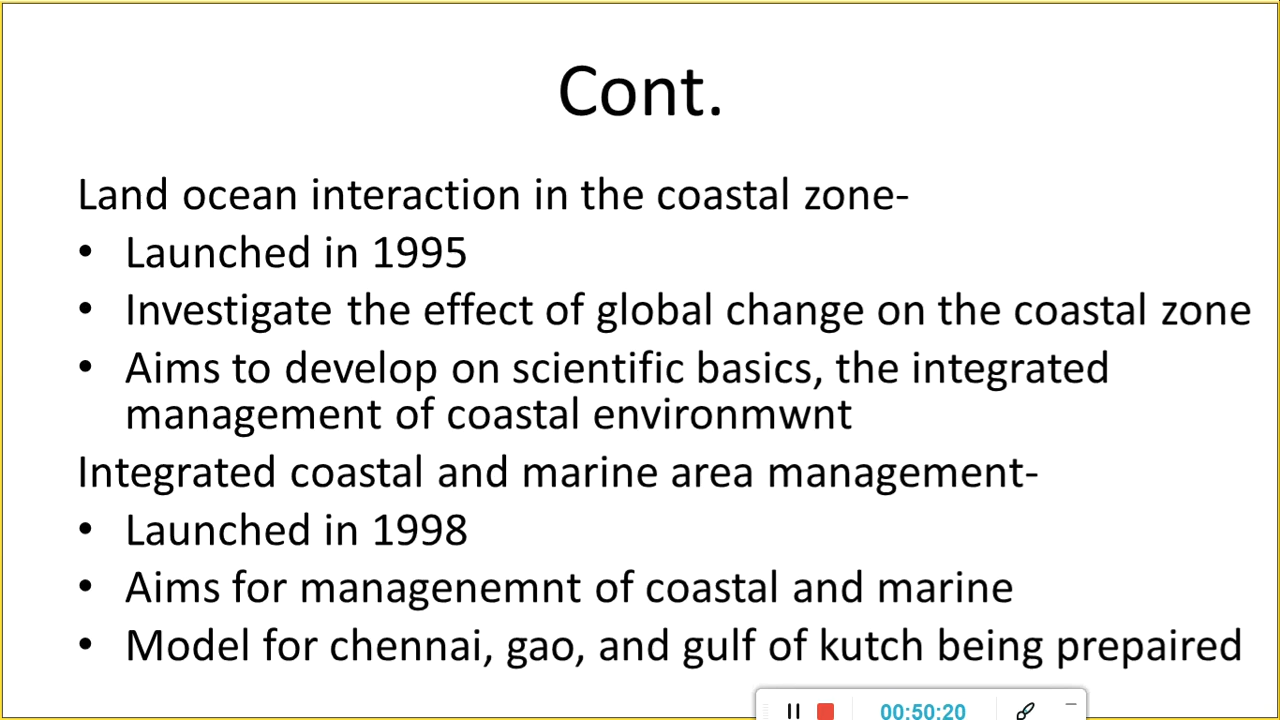 Cont.
Land ocean interaction in the coastal zone-
• Launched in 1995
• Investigate the effect of global change on the coastal zone
• Aims to develop on scientific basics, the integrated
management of coastal environmwnt
Integrated coastal and marine area management-
• Launched in 1998
• Aims for managenemnt of coastal and marine
• Model for chennai, gao, and gulf of kutch being prepaired
00:50:20